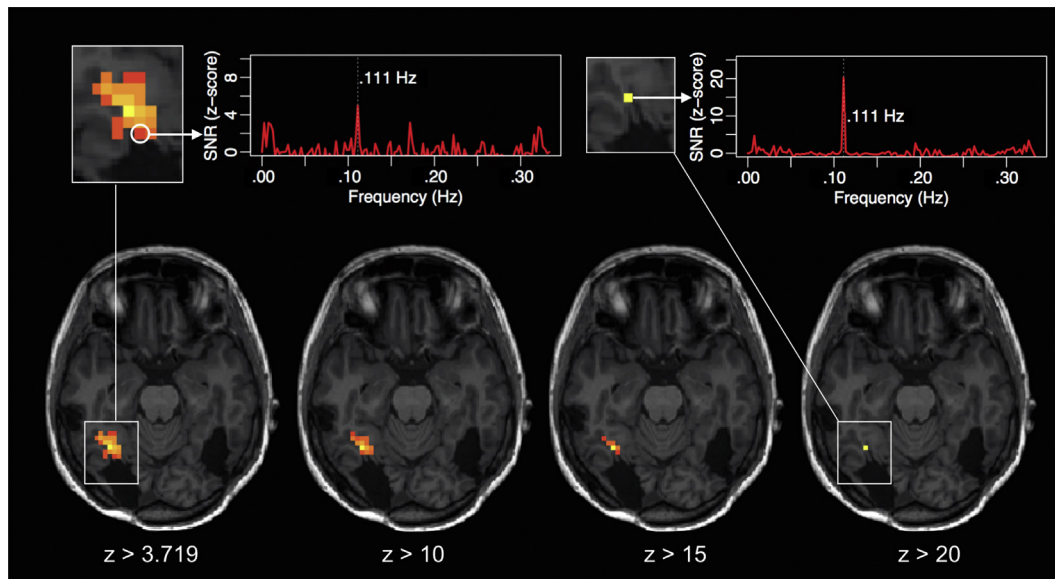 SNR (z-score)
8
4
0
.111 Hz
.00
.10
.20
.30
Frequency (Hz)
SNR (z-score)
20
10
0
.111 Hz
.00
.10
.20
.30
Frequency (Hz)
z > 3.719
z > 10
z > 15
z > 20